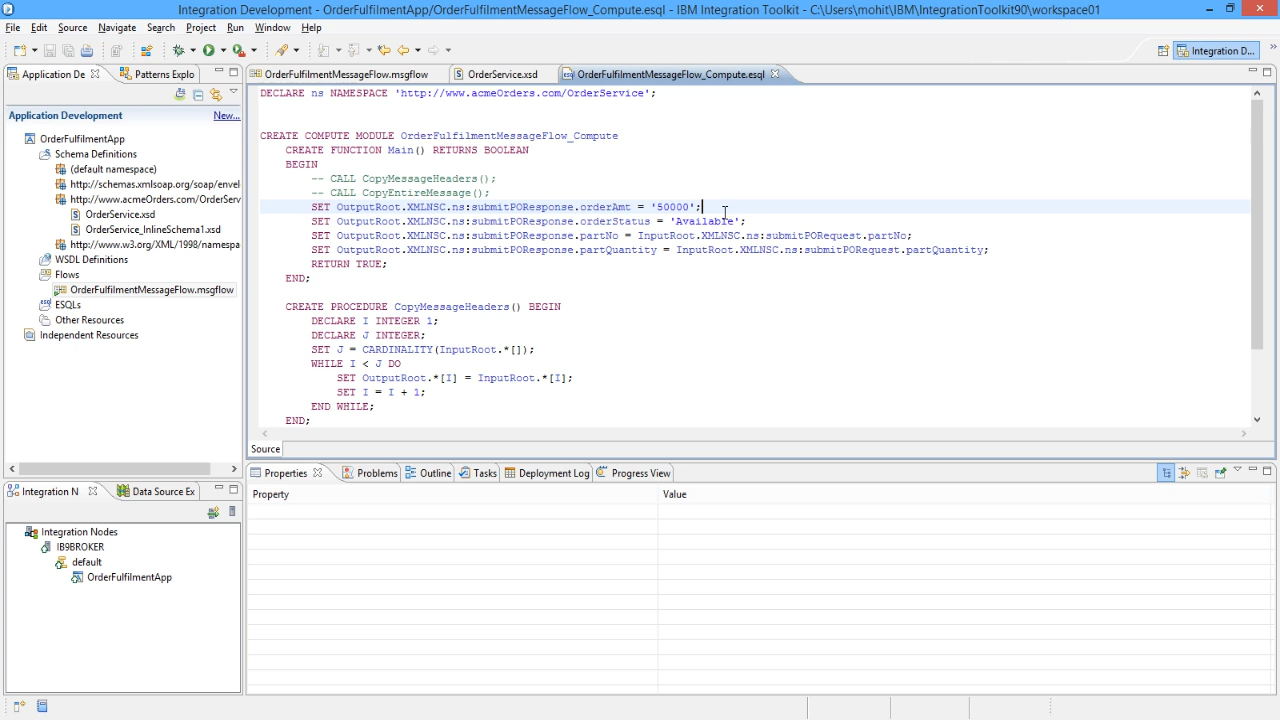 Integration Development - OrderFulfilmentApp/OrderFulfilmentMessageFlow_Compute.esql - IBM Integration Toolkit - C:\Users\mohit\IBM\IntegrationToolkit90\workspace01
File Edit Source Navigate Search Project Run Window Help
Integration D...
Application De
Patterns Explo
OrderFulfilmentMessageFlow.msgflow
OrderService.xsd
OrderFulfilmentMessageFlow_Compute.esql
Application Development
New...
OrderFulfilmentApp
Schema Definitions
(default namespace)
http://schemas.xmlsoap.org/soap/envel
http://www.acmeOrders.com/OrderServ
OrderService.xsd
OrderService_InlineSchema1.xsd
http://www.w3.org/XML/1998/namespa
WSDL Definitions
Flows
OrderFulfilmentMessageFlow.msgflow
ESQLs
Other Resources
Independent Resources
DECLARE ns NAMESPACE 'http://www.acmeOrders.com/OrderService';
CREATE COMPUTE MODULE OrderFulfilmentMessageFlow_Compute
CREATE FUNCTION Main() RETURNS BOOLEAN
BEGIN
-- CALL CopyMessageHeaders();
-- CALL CopyEntireMessage();
SET OutputRoot.XMLNSC.ns:submitPOResponse.orderAmt = '50000';
SET OutputRoot.XMLNSC.ns:submitPOResponse.orderStatus = 'Available';
SET OutputRoot.XMLNSC.ns:submitPOResponse.partNo = InputRoot.XMLNSC.ns:submitPORequest.partNo;
SET OutputRoot.XMLNSC.ns:submitPOResponse.partQuantity = InputRoot.XMLNSC.ns:submitPORequest.partQuantity;
RETURN TRUE;
END;
CREATE PROCEDURE CopyMessageHeaders() BEGIN
DECLARE I INTEGER 1;
DECLARE J INTEGER;
SET J = CARDINALITY(InputRoot.*[]);
WHILE I < J DO
SET OutputRoot.*[I] = InputRoot.*[I];
SET I = I + 1;
END WHILE;
END;
Source
Integration N
Data Source Ex
Integration Nodes
IB9BROKER
default
OrderFulfilmentApp
Properties
Problems
Outline
Tasks
Deployment Log
Progress View
Property Value